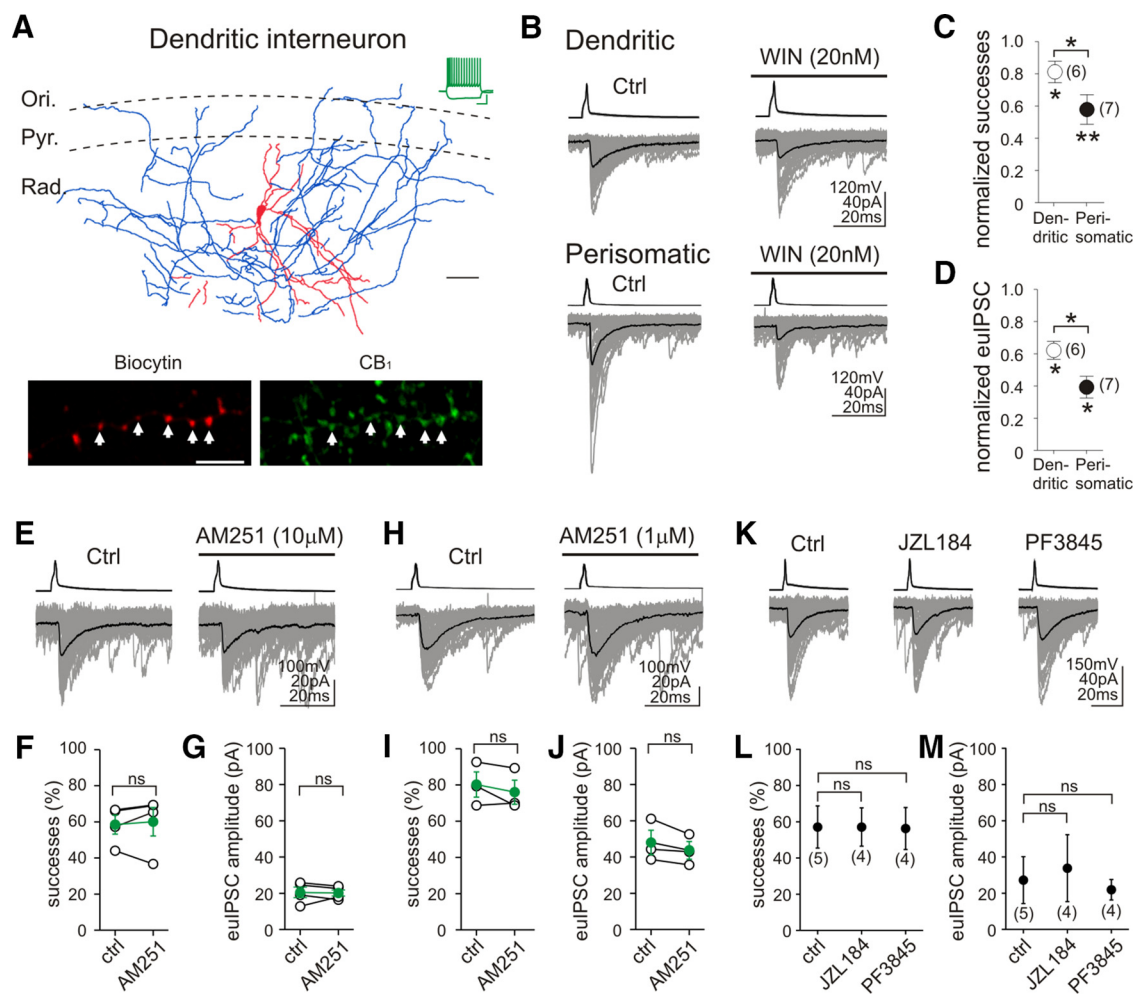 A
Dendritic interneuron
Ori.
Pyr.
Rad.
Biocytin
CB₁
B
Dendritic
Ctrl
WIN (20nM)
120mV
40pA
20ms
Perisomatic
Ctrl
WIN (20nM)
120mV
40pA
20ms
C
normalized successes
1.0
0.8
0.6
0.4
0.2
0
*
(6)
*
(7)
**
Den-
dritic
Peri-
somatic
D
normalized euIPSC
1.0
0.8
0.6
0.4
0.2
0
*
(6)
*
(7)
*
Den-
dritic
Peri-
somatic
E
Ctrl
AM251 (10μM)
100mV
20pA
20ms
H
Ctrl
AM251 (1μM)
100mV
20pA
20ms
K
Ctrl
JZL184
PF3845
150mV
40pA
20ms
F
successes (%)
100
80
60
40
20
0
ns
ctrl
AM251
G
euIPSC amplitude (pA)
100
80
60
40
20
0
ns
ctrl
AM251
I
successes (%)
100
80
60
40
20
0
ns
ctrl
AM251
J
euIPSC amplitude (pA)
100
80
60
40
20
0
ns
ctrl
AM251
L
successes (%)
100
80
60
40
20
0
ns
ns
(5)
(4)
(4)
ctrl
JZL184
PF3845
M
euIPSC amplitude (pA)
100
80
60
40
20
0
ns
ns
(5)
(4)
(4)
ctrl
JZL184
PF3845